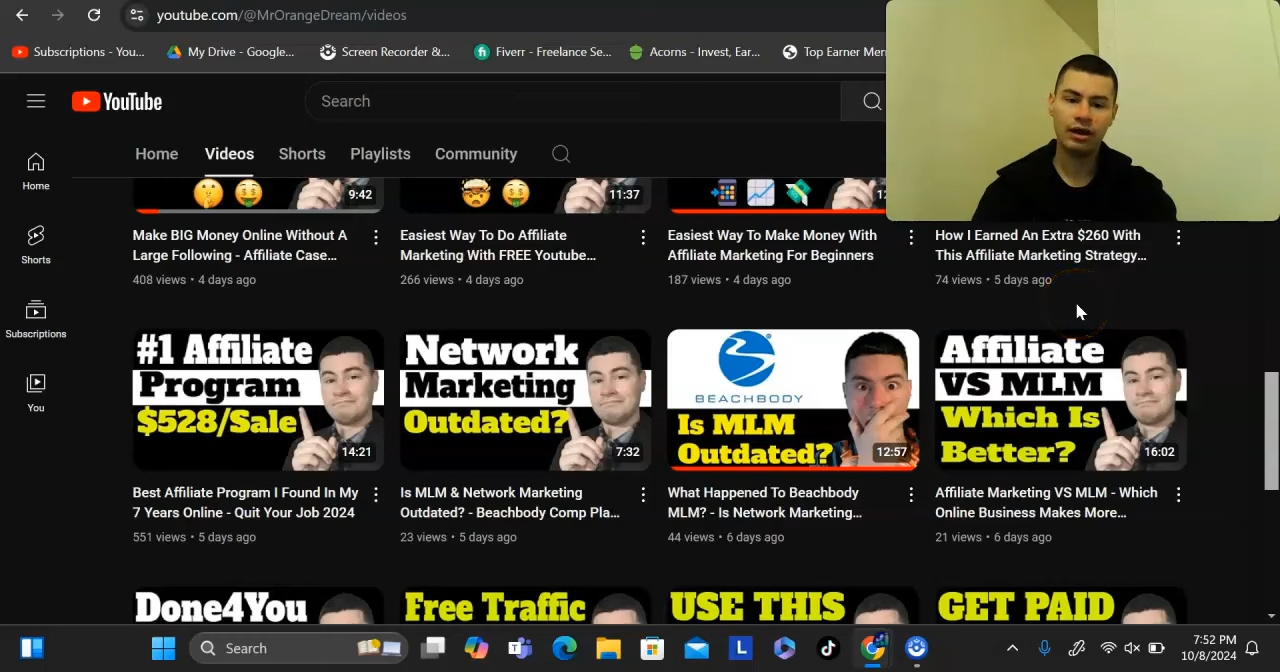 youtube.com/@MrOrangeDream/videos
Subscriptions - You...
My Drive - Google...
Screen Recorder &...
Fiverr - Freelance Se...
Acorns - Invest, Ear...
Top Earner Mem
YouTube
Search
Home
Videos
Shorts
Playlists
Community
Home
Shorts
Subscriptions
You
9:42
11:37
12
Make BIG Money Online Without A
Large Following - Affiliate Case...
408 views • 4 days ago
Easiest Way To Do Affiliate
Marketing With FREE Youtube...
266 views • 4 days ago
Easiest Way To Make Money With
Affiliate Marketing For Beginners
187 views • 4 days ago
How I Earned An Extra $260 With
This Affiliate Marketing Strategy...
74 views • 5 days ago
#1 Affiliate
Program
$528/Sale
14:21
Network
Marketing
Outdated?
7:32
BEACHBODY
Is MLM
Outdated?
12:57
Affiliate
VS MLM
Which Is
Better?
16:02
Best Affiliate Program I Found In My
7 Years Online - Quit Your Job 2024
551 views • 5 days ago
Is MLM & Network Marketing
Outdated? - Beachbody Comp Pla...
23 views • 5 days ago
What Happened To Beachbody
MLM? - Is Network Marketing...
44 views • 6 days ago
Affiliate Marketing VS MLM - Which
Online Business Makes More...
21 views • 6 days ago
Done4You
Free Traffic
USE THIS
GET PAID
Search
L
7:52 PM
10/8/2024